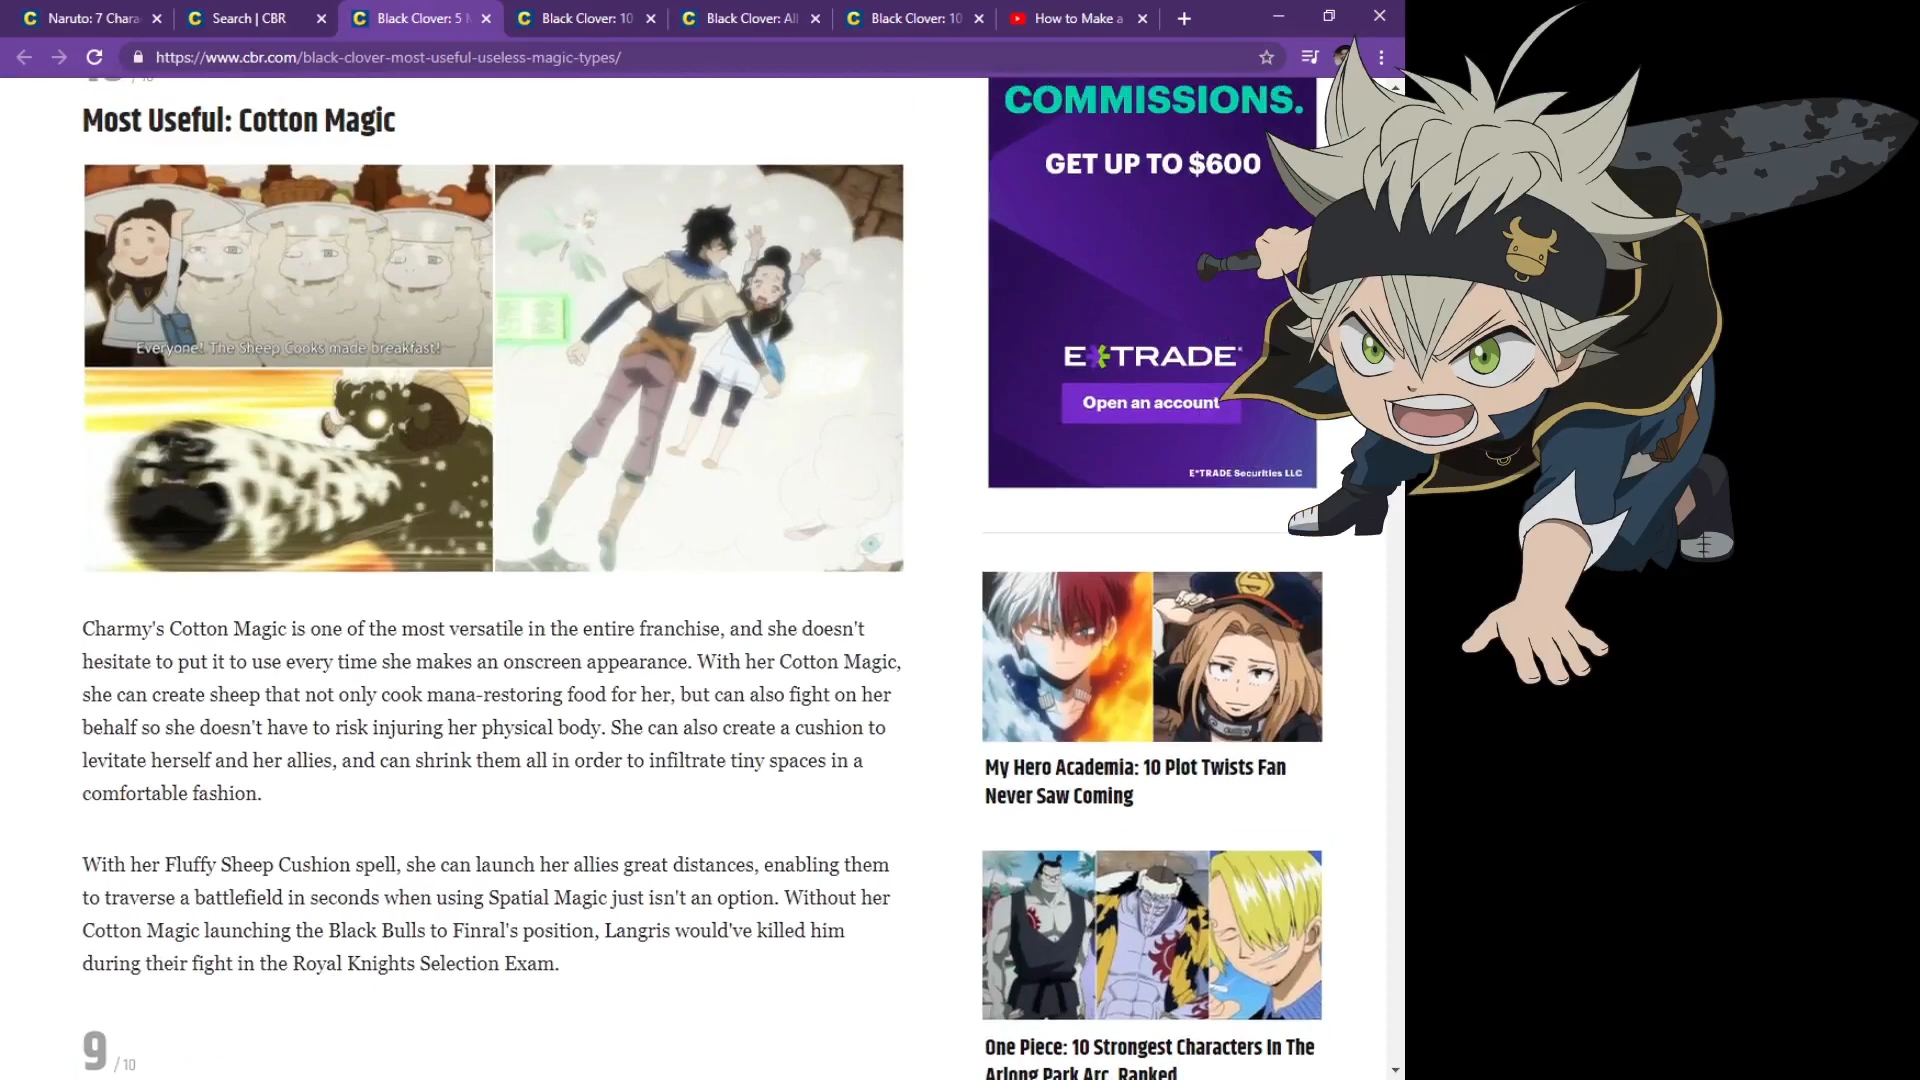 Naruto: 7 Chara
Search | CBR
Black Clover: 5 M
Black Clover: 10
Black Clover: All
Black Clover: 10
How to Make a
https://www.cbr.com/black-clover-most-useful-useless-magic-types/
Most Useful: Cotton Magic
Everyone! The Sheep Cooks made breakfast!
Charmy's Cotton Magic is one of the most versatile in the entire franchise, and she doesn't
hesitate to put it to use every time she makes an onscreen appearance. With her Cotton Magic,
she can create sheep that not only cook mana-restoring food for her, but can also fight on her
behalf so she doesn't have to risk injuring her physical body. She can also create a cushion to
levitate herself and her allies, and can shrink them all in order to infiltrate tiny spaces in a
comfortable fashion.
With her Fluffy Sheep Cushion spell, she can launch her allies great distances, enabling them
to traverse a battlefield in seconds when using Spatial Magic just isn't an option. Without her
Cotton Magic launching the Black Bulls to Finral's position, Langris would've killed him
during their fight in the Royal Knights Selection Exam.
9 / 10
COMMISSIONS.
GET UP TO $600
E*TRADE
Open an account
E*TRADE Securities LLC
My Hero Academia: 10 Plot Twists Fan
Never Saw Coming
One Piece: 10 Strongest Characters In The
Arlong Park Arc, Ranked